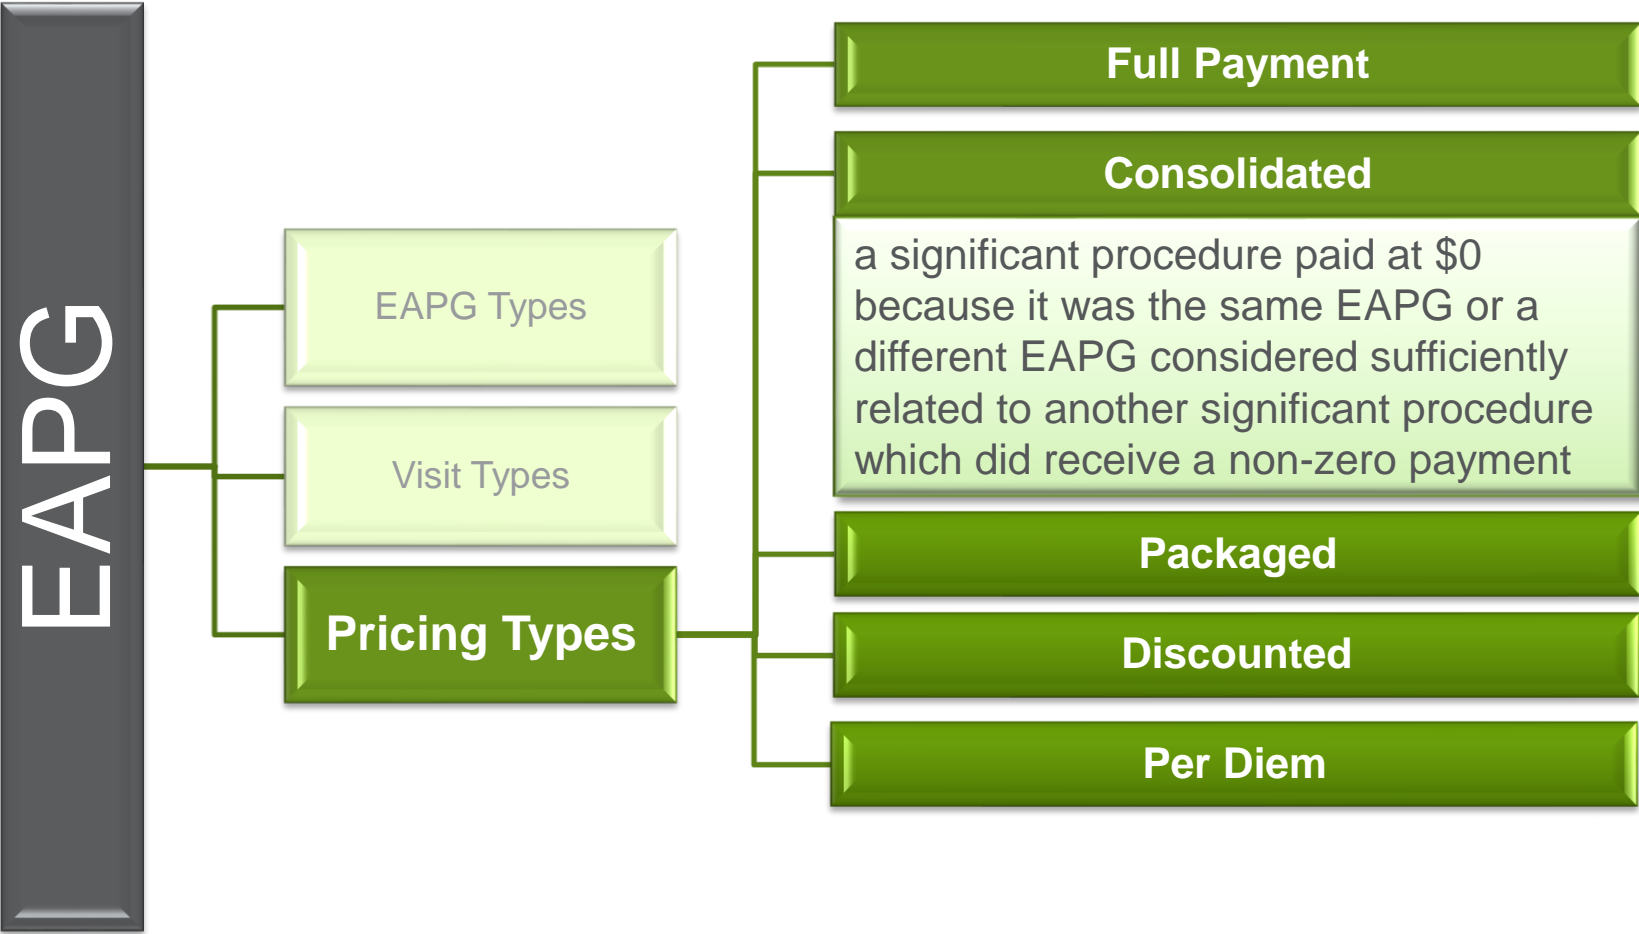 EAPG
EAPG Types
Visit Types
Pricing Types
Full Payment
Consolidated
a significant procedure paid at $0
because it was the same EAPG or a
different EAPG considered sufficiently
related to another significant procedure
which did receive a non-zero payment
Packaged
Discounted
Per Diem